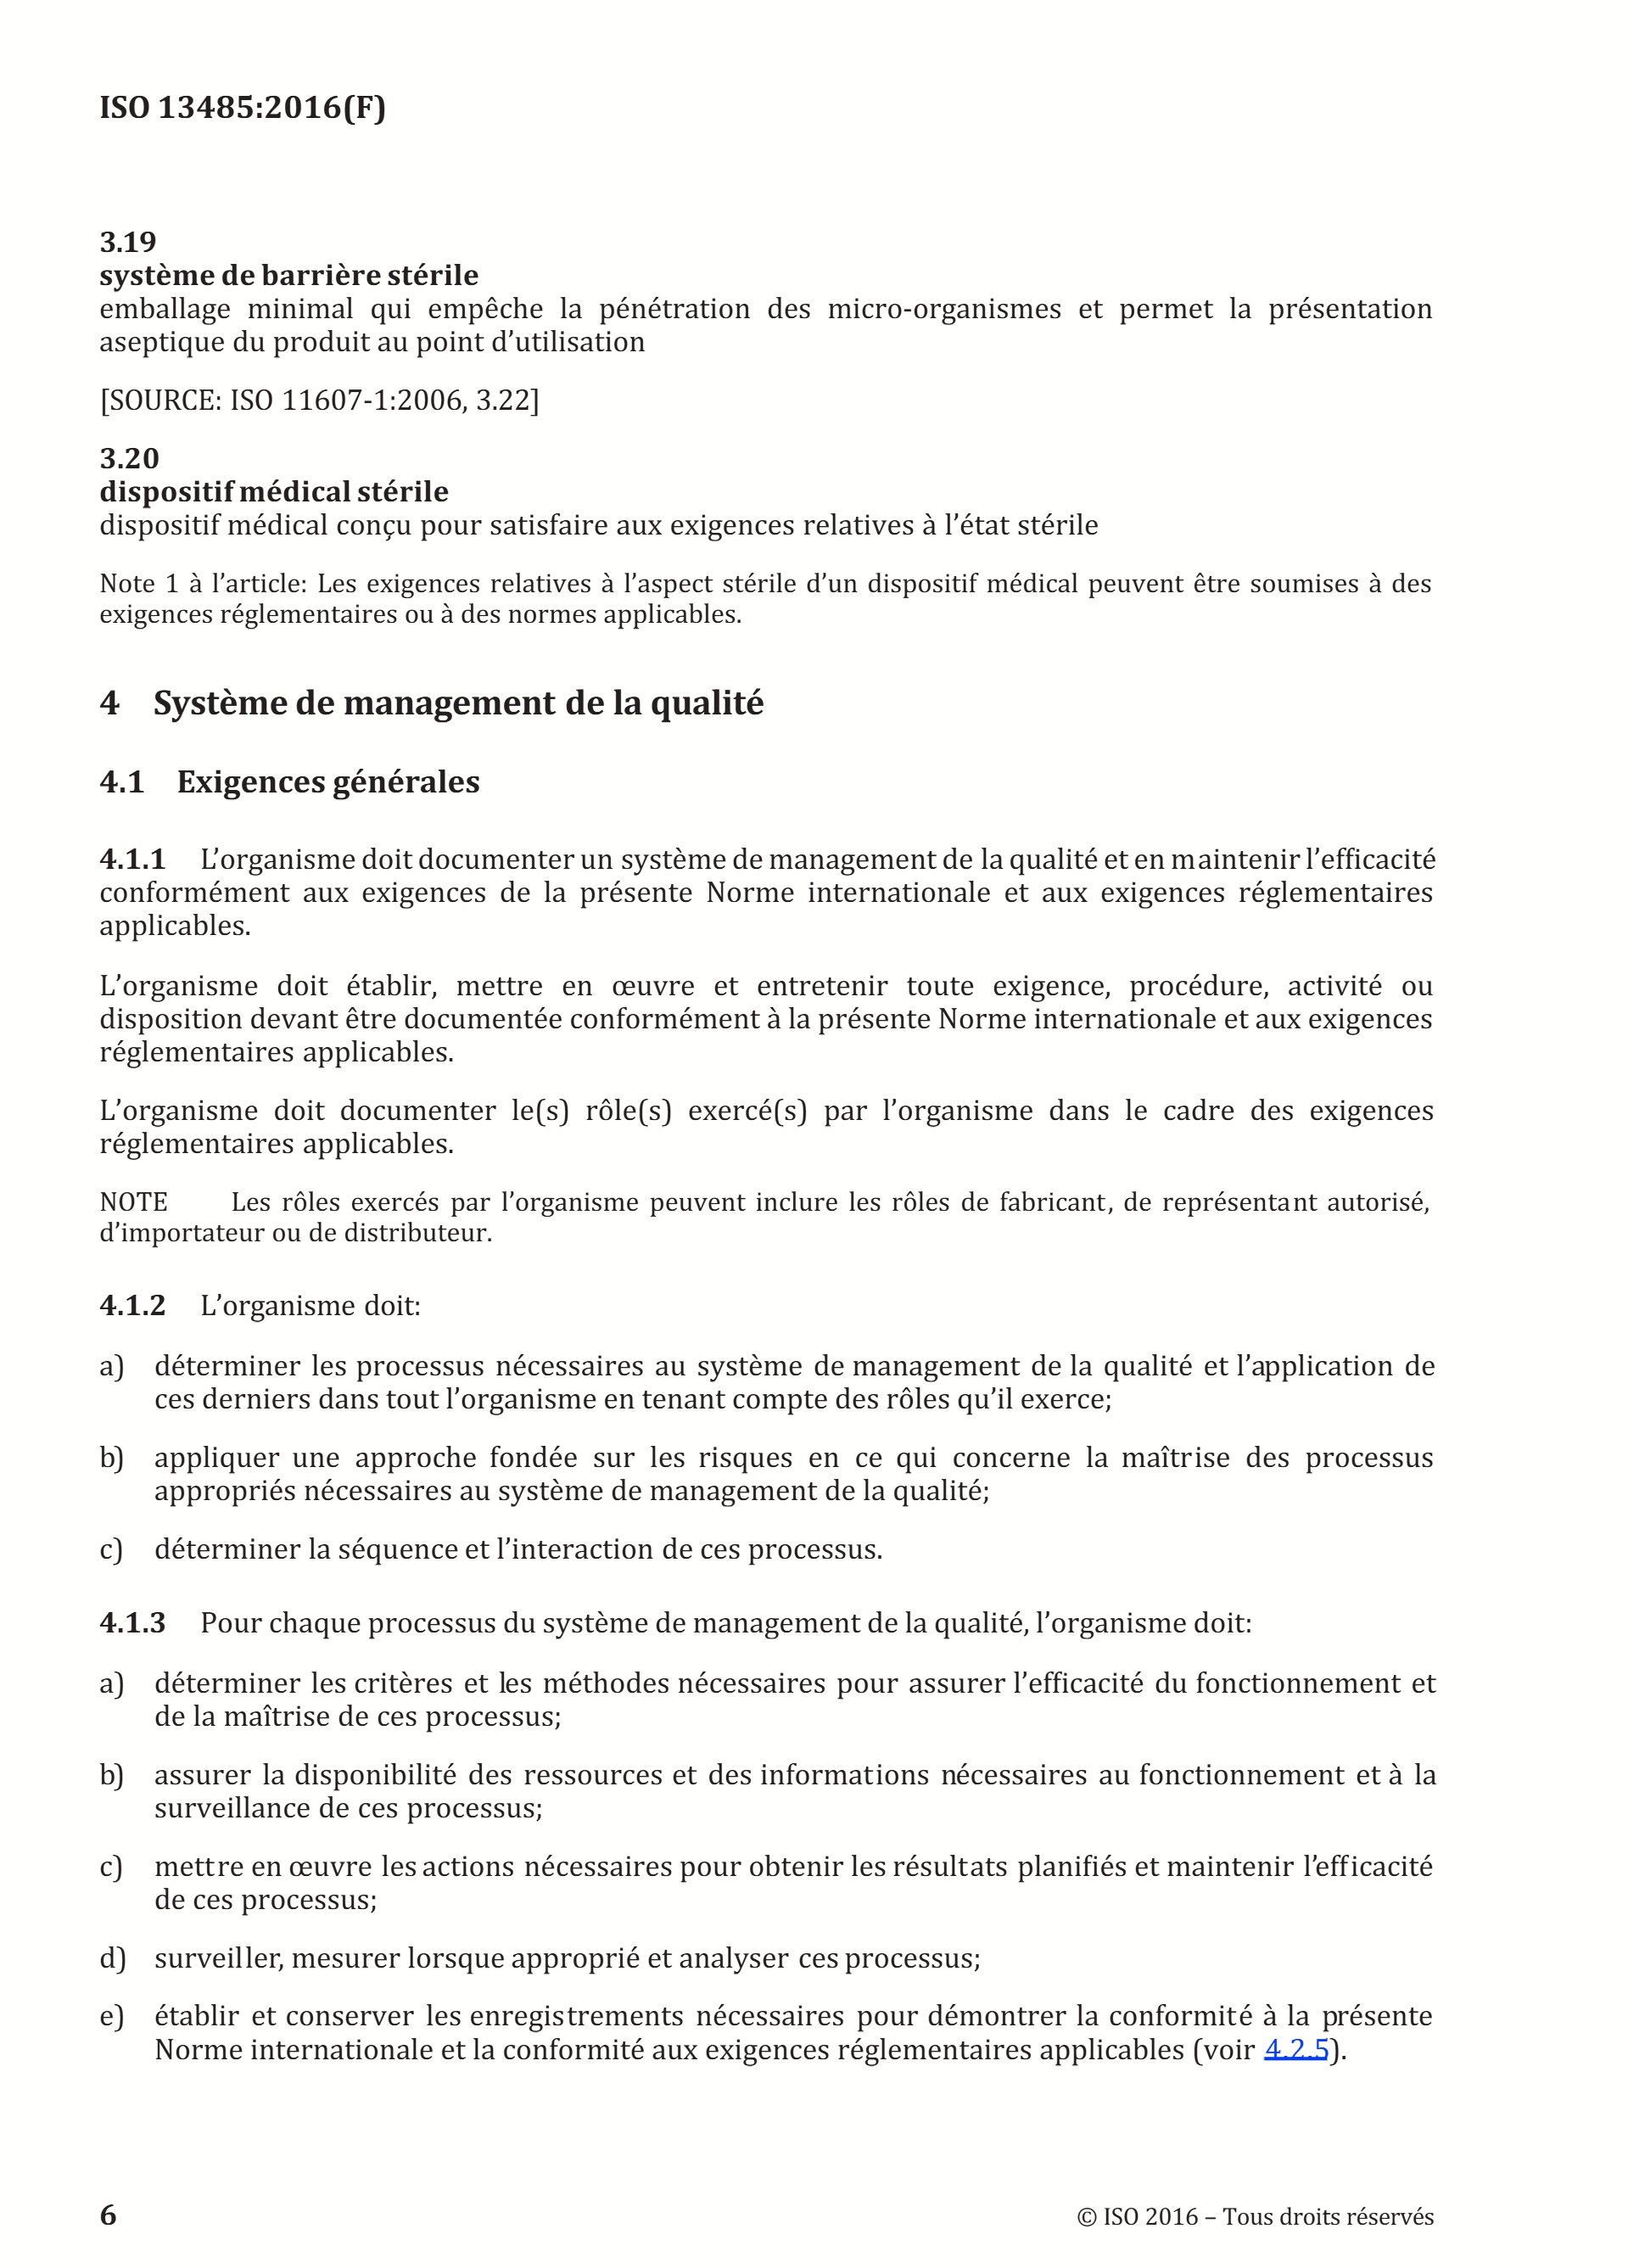 ISO 13485:2016(F)
3.19
système de barrière stérile
emballage minimal qui empêche la pénétration des micro-organismes et permet la présentation
aseptique du produit au point d’utilisation
[SOURCE: ISO 11607-1:2006, 3.22]
3.20
dispositif médical stérile
dispositif médical conçu pour satisfaire aux exigences relatives à l’état stérile
Note 1 à l’article: Les exigences relatives à l’aspect stérile d’un dispositif médical peuvent être soumises à des
exigences réglementaires ou à des normes applicables.
4 Système de management de la qualité
4.1 Exigences générales
4.1.1 L’organisme doit documenter un système de management de la qualité et en maintenir l’efficacité
conformément aux exigences de la présente Norme internationale et aux exigences réglementaires
applicables.
L’organisme doit établir, mettre en œuvre et entretenir toute exigence, procédure, activité ou
disposition devant être documentée conformément à la présente Norme internationale et aux exigences
réglementaires applicables.
L’organisme doit documenter le(s) rôle(s) exercé(s) par l’organisme dans le cadre des exigences
réglementaires applicables.
NOTE Les rôles exercés par l’organisme peuvent inclure les rôles de fabricant, de représentant autorisé,
d’importateur ou de distributeur.
4.1.2 L’organisme doit:
a) déterminer les processus nécessaires au système de management de la qualité et l’application de
ces derniers dans tout l’organisme en tenant compte des rôles qu’il exerce;
b) appliquer une approche fondée sur les risques en ce qui concerne la maîtrise des processus
appropriés nécessaires au système de management de la qualité;
c) déterminer la séquence et l’interaction de ces processus.
4.1.3 Pour chaque processus du système de management de la qualité, l’organisme doit:
a) déterminer les critères et les méthodes nécessaires pour assurer l’efficacité du fonctionnement et
de la maîtrise de ces processus;
b) assurer la disponibilité des ressources et des informations nécessaires au fonctionnement et à la
surveillance de ces processus;
c) mettre en œuvre les actions nécessaires pour obtenir les résultats planifiés et maintenir l’efficacité
de ces processus;
d) surveiller, mesurer lorsque approprié et analyser ces processus;
e) établir et conserver les enregistrements nécessaires pour démontrer la conformité à la présente
Norme internationale et la conformité aux exigences réglementaires applicables (voir 4.2.5).
6
© ISO 2016 – Tous droits réservés